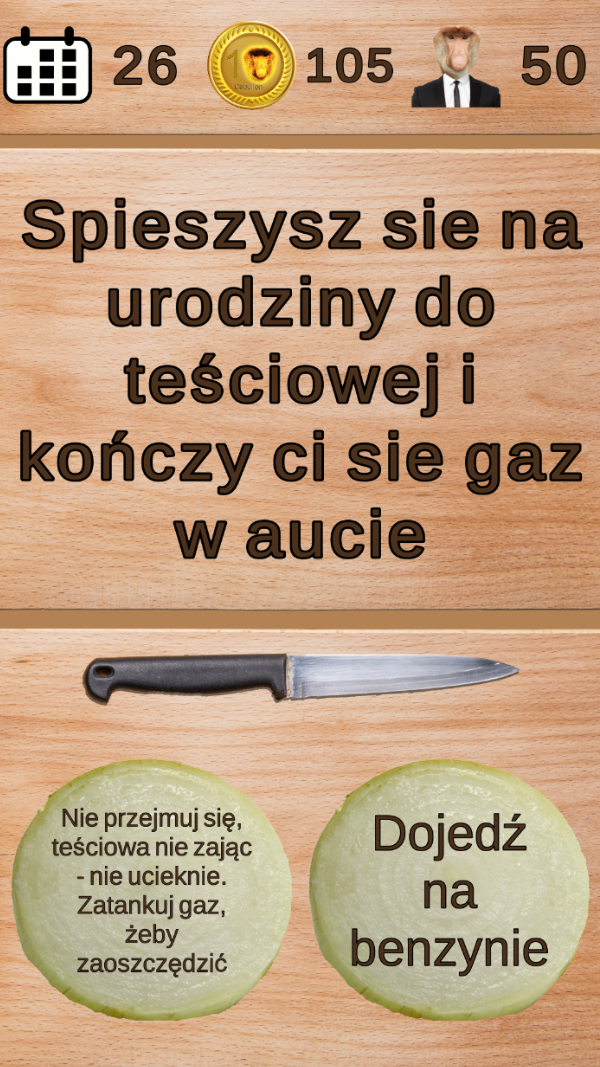 26 105 50
Spieszysz sie na
urodziny do
teściowej i
kończy ci sie gaz
w aucie
Nie przejmuj się,
teściowa nie zając
- nie ucieknie.
Zatankuj gaz,
żeby
zaoszczędzić
Dojedź
na
benzynie